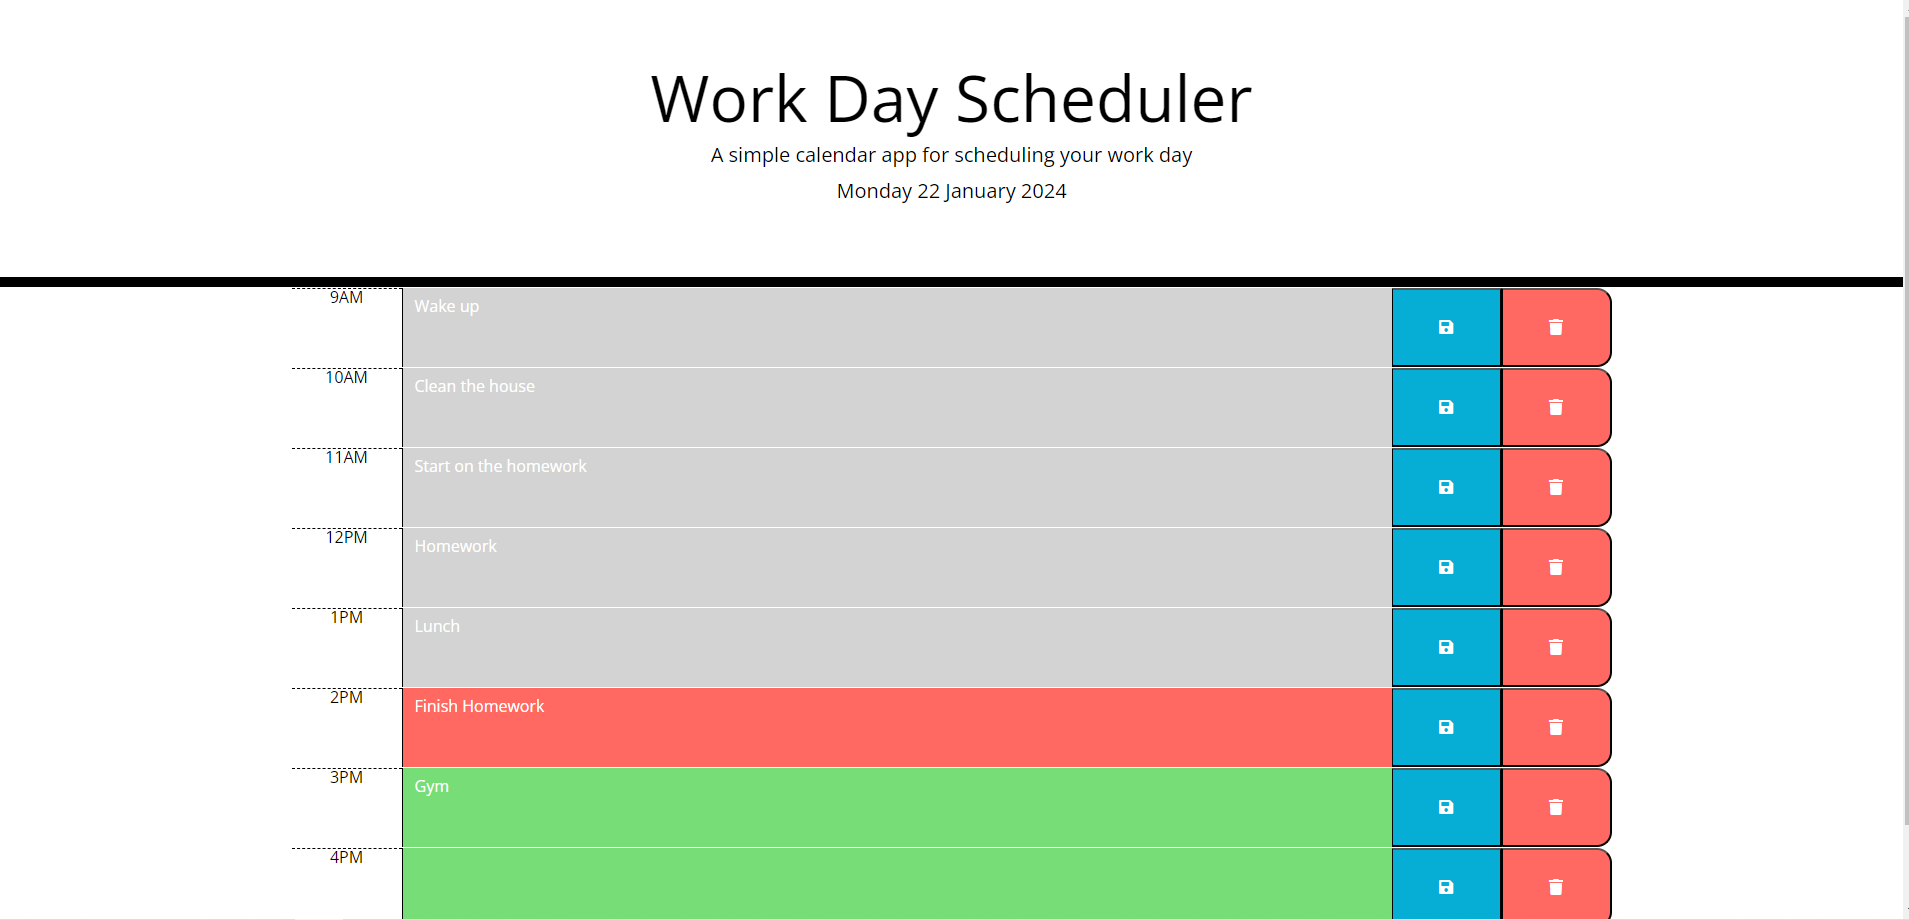 Work Day Scheduler
A simple calendar app for scheduling your work day
Monday 22 January 2024
9AM
Wake up
10AM
Clean the house
11AM
Start on the homework
12PM
Homework
1PM
Lunch
2PM
Finish Homework
3PM
Gym
4PM